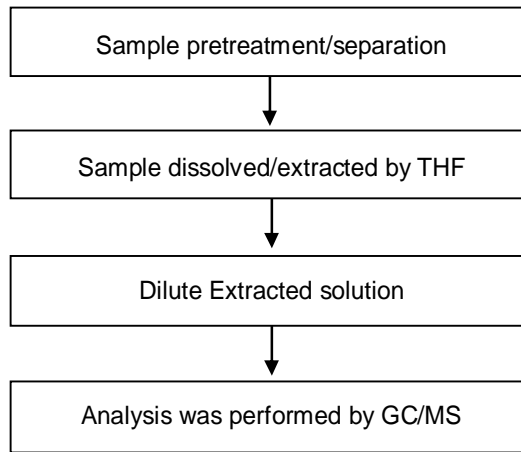 Sample pretreatment/separation
Sample dissolved/extracted by THF
Dilute Extracted solution
Analysis was performed by GC/MS